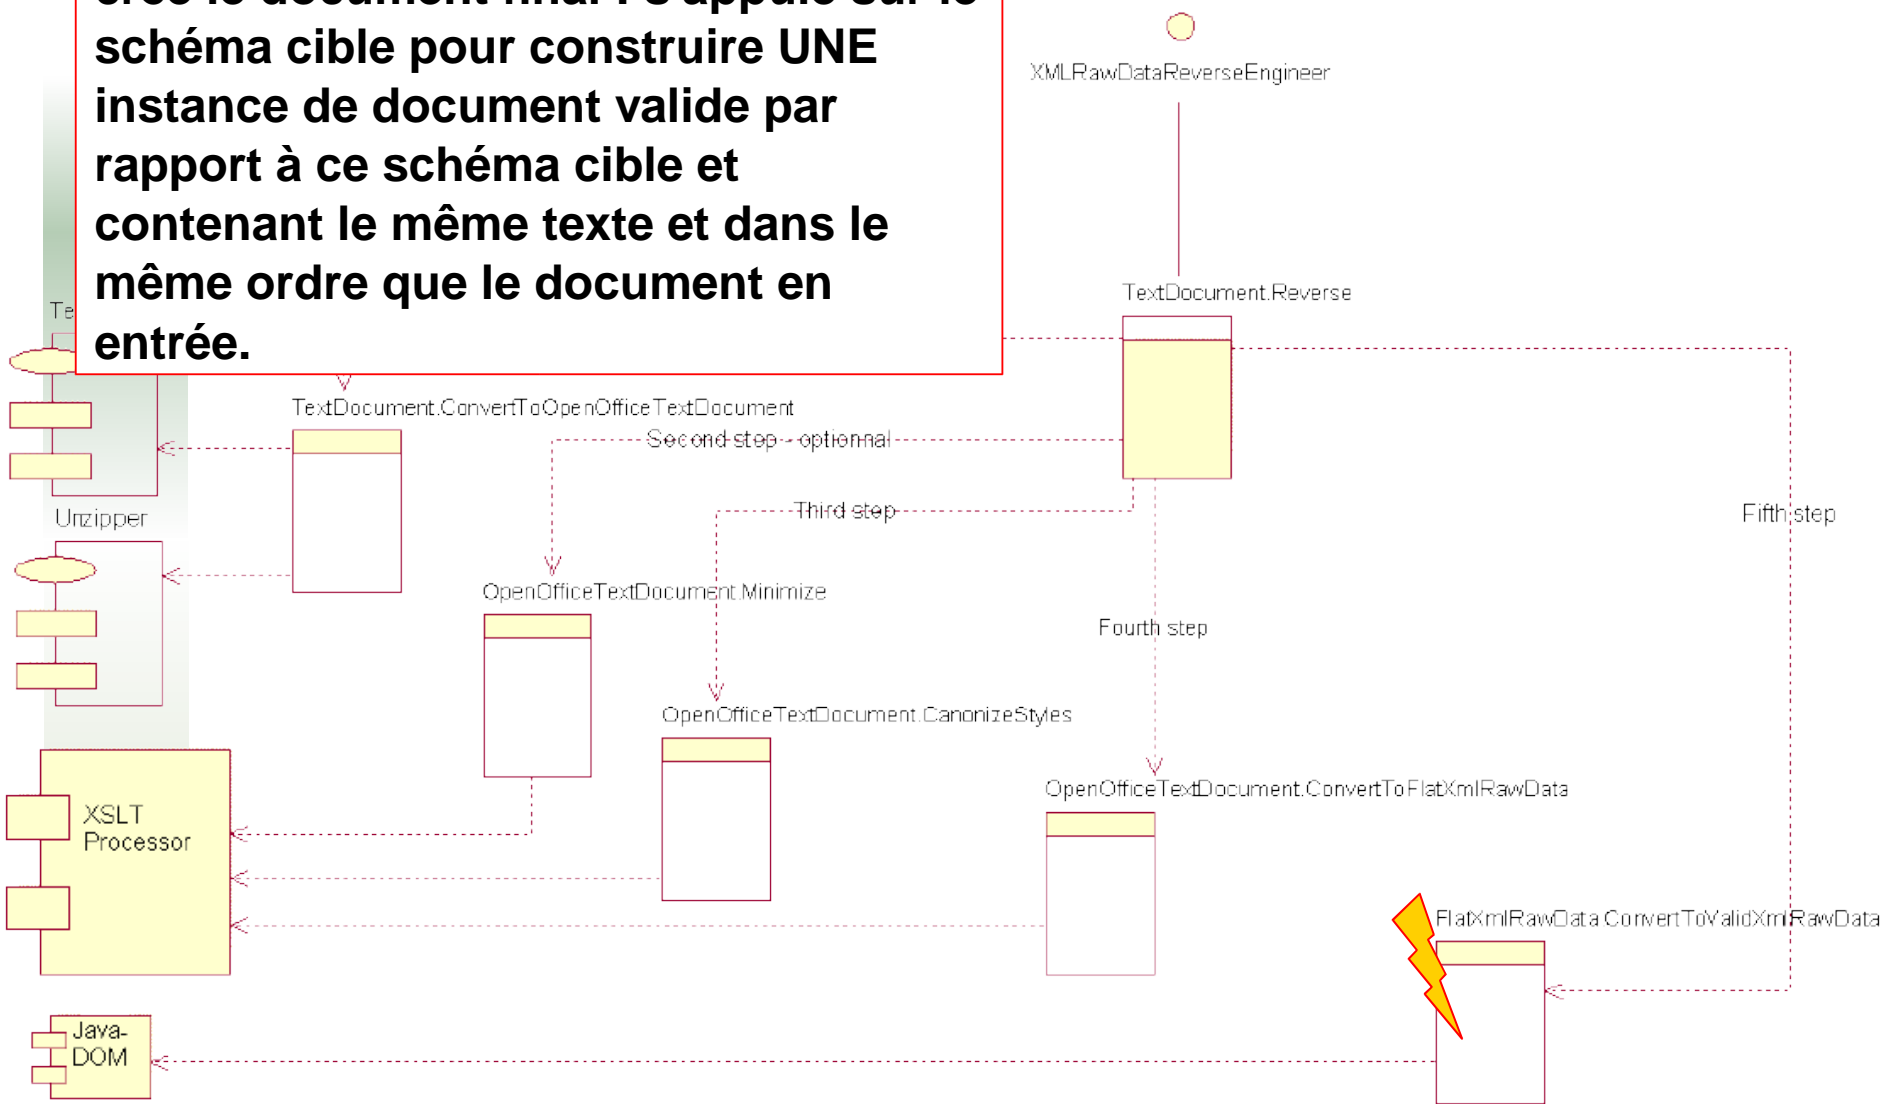 schéma cible pour construire UNE
instance de document valide par
rapport à ce schéma cible et
contenant le même texte et dans le
même ordre que le document en
entrée.
XMLRawDataReverseEngineer
TextDocument.Reverse
Te
TextDocument.ConvertToOpenOfficeTextDocument
Second step - optionnal
Third step
Fifth step
Unzipper
OpenOfficeTextDocument.Minimize
Fourth step
OpenOfficeTextDocument.CanonizeStyles
OpenOfficeTextDocument.ConvertToFlatXmlRawData
XSLT
Processor
FlatXmlRawData.ConvertToValidXmlRawData
Java-
DOM